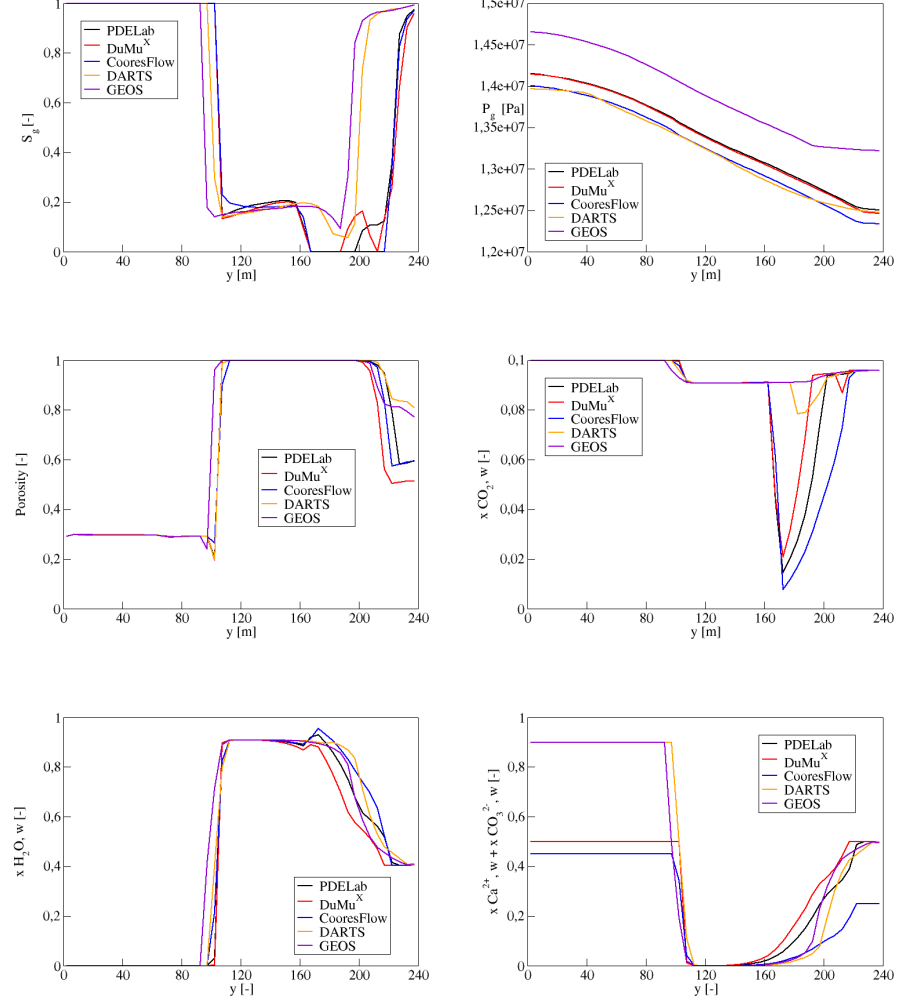 1
0,8
0,6
0,4
0,2
0
S_g [-]
PDELab
DuMu^X
CooresFlow
DARTS
GEOS
0 40 80 120 160 200 240
y [m]
1,5e+07
1,45e+07
1,4e+07
1,35e+07
1,3e+07
1,25e+07
1,2e+07
P_g [Pa]
PDELab
DuMu^X
CooresFlow
DARTS
GEOS
0 40 80 120 160 200 240
y [m]
1
0,8
0,6
0,4
0,2
0
Porosity [-]
PDELab
DuMu^X
CooresFlow
DARTS
GEOS
0 40 80 120 160 200 240
y [m]
0,1
0,08
0,06
0,04
0,02
0
x CO_2, w [-]
PDELab
DuMu^X
CooresFlow
DARTS
GEOS
0 40 80 120 160 200 240
y [m]
1
0,8
0,6
0,4
0,2
0
x H_2O, w [-]
PDELab
DuMu^X
CooresFlow
DARTS
GEOS
0 40 80 120 160 200 240
y [-]
1
0,8
0,6
0,4
0,2
0
x Ca^2+, w + x CO_3^2-, w [-]
PDELab
DuMu^X
CooresFlow
DARTS
GEOS
0 40 80 120 160 200 240
y [-]